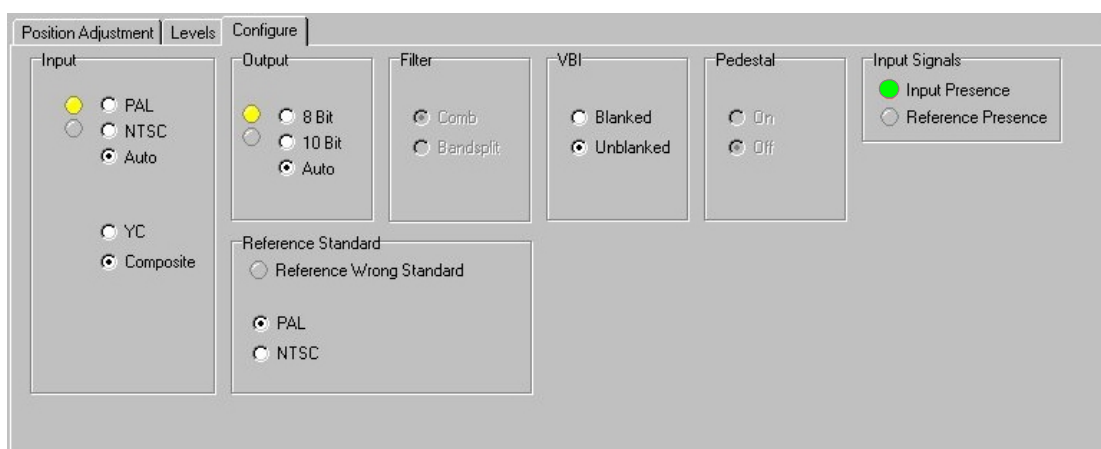 Position Adjustment
Levels
Configure
Input
PAL
NTSC
Auto
YC
Composite
Output
8 Bit
10 Bit
Auto
Filter
Comb
Bandsplit
VBI
Blanked
Unblanked
Pedestal
On
Off
Input Signals
Input Presence
Reference Presence
Reference Standard
Reference Wrong Standard
PAL
NTSC